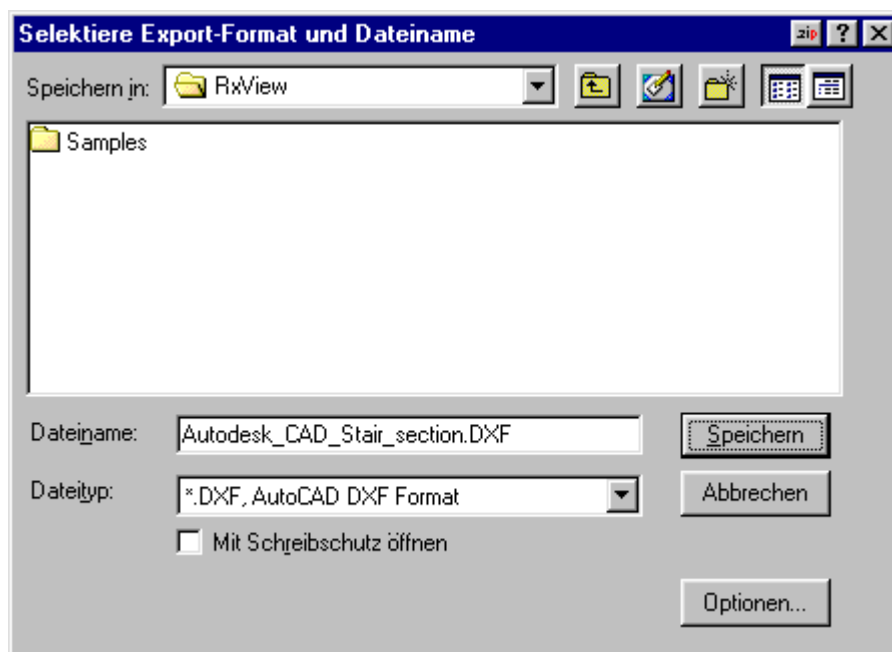 Selektiere Export-Format und Dateiname
zip ? X
Speichern in: RxView
Samples
Dateiname: Autodesk_CAD_Stair_section.DXF Speichern
Dateityp: *.DXF, AutoCAD DXF Format Abbrechen
Mit Schreibschutz öffnen
Optionen...